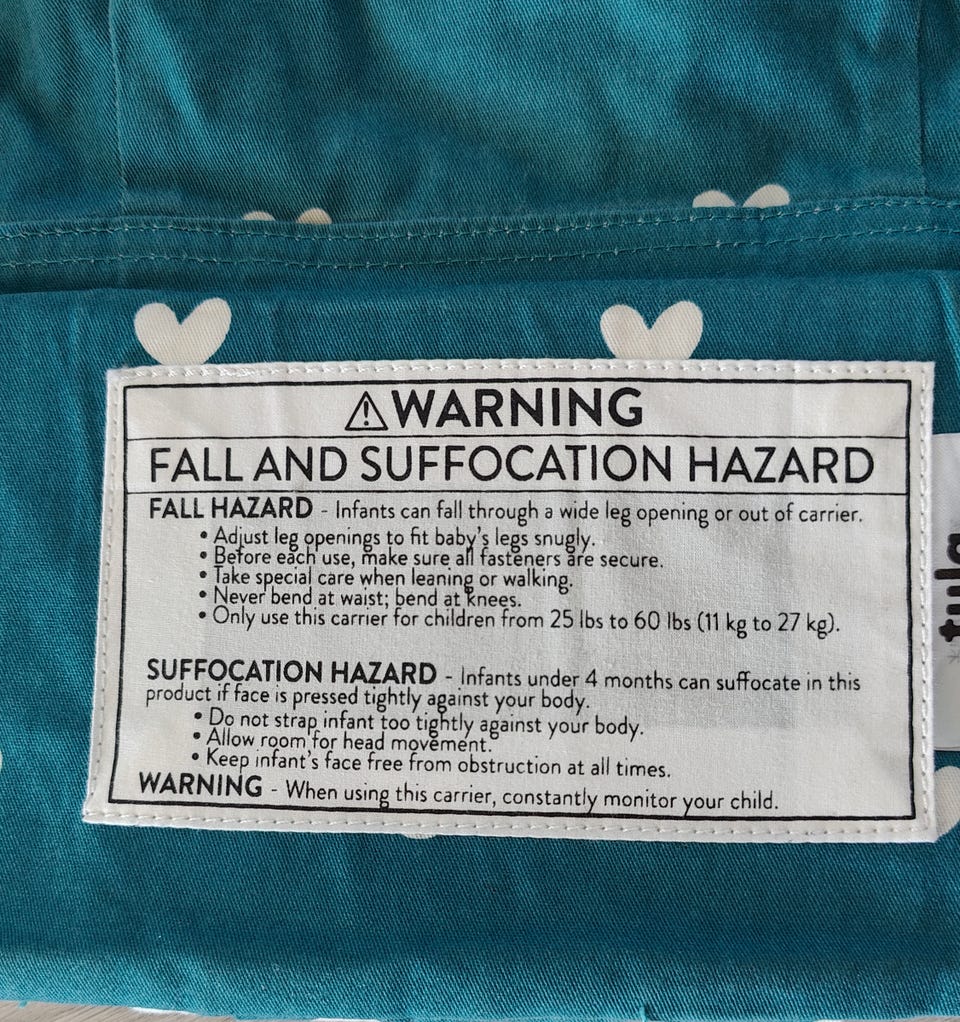 ⚠ WARNING
FALL AND SUFFOCATION HAZARD
FALL HAZARD - Infants can fall through a wide leg opening or out of carrier.
• Adjust leg openings to fit baby's legs snugly.
• Before each use, make sure all fasteners are secure.
• Take special care when leaning or walking.
• Never bend at waist; bend at knees.
• Only use this carrier for children from 25 lbs to 60 lbs (11 kg to 27 kg).
SUFFOCATION HAZARD - Infants under 4 months can suffocate in this
product if face is pressed tightly against your body.
• Do not strap infant too tightly against your body.
• Allow room for head movement.
• Keep infant's face free from obstruction at all times.
WARNING - When using this carrier, constantly monitor your child.
tula